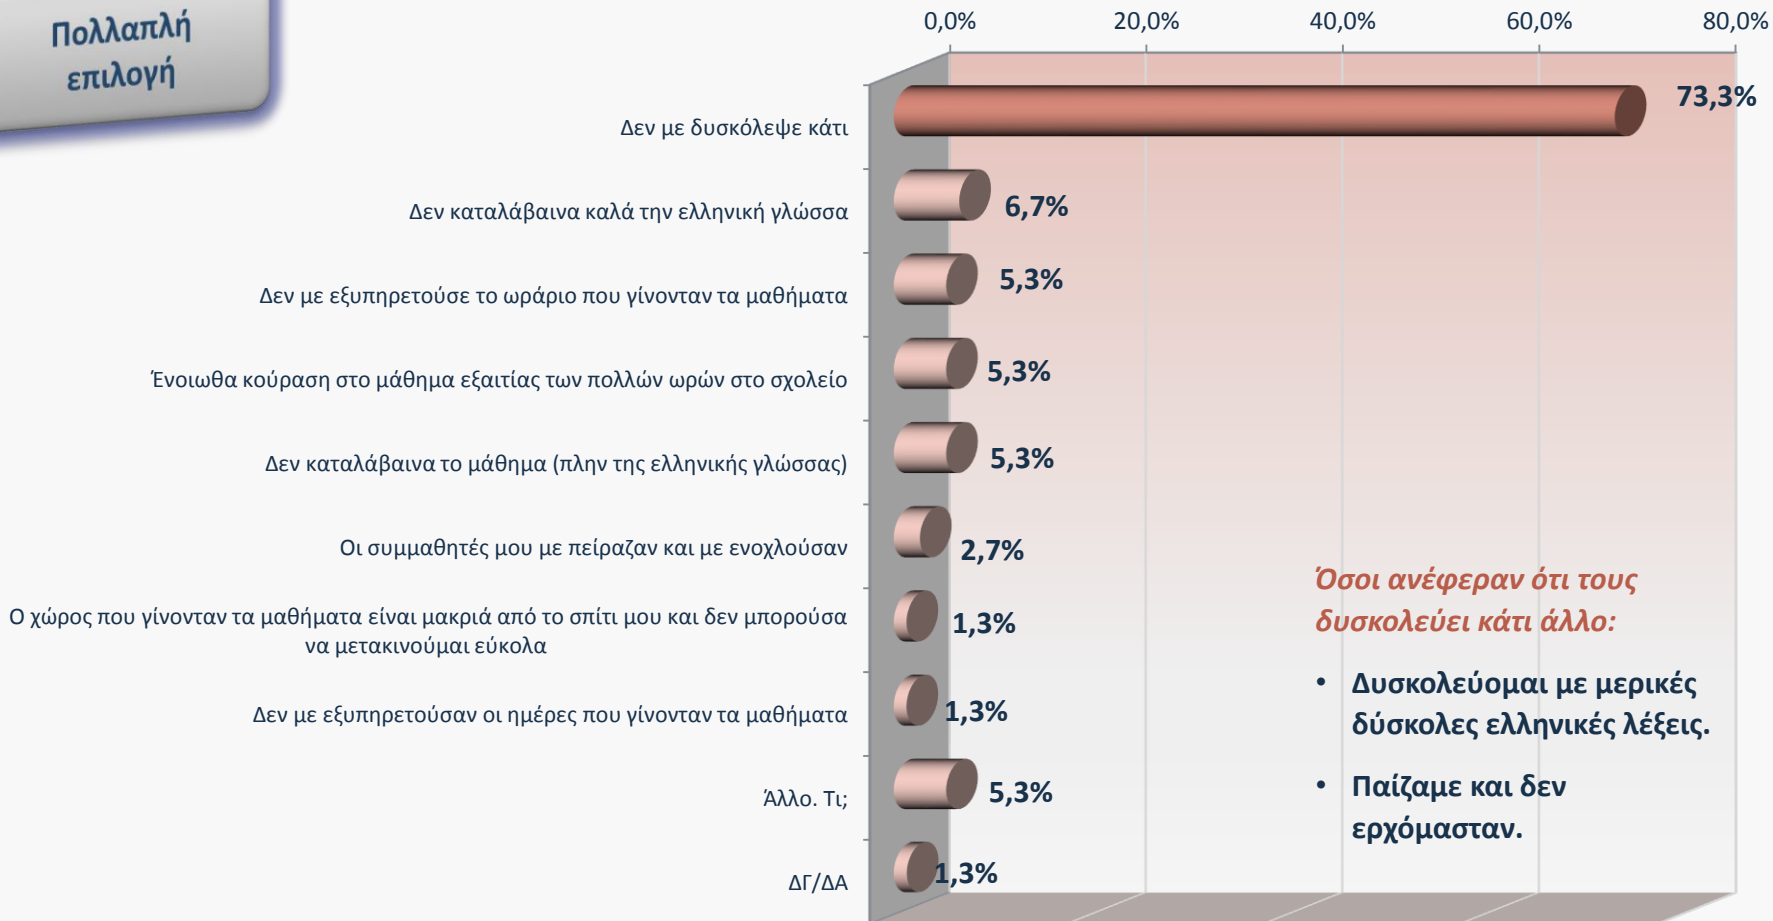 Πολλαπλή
επιλογή
0,0% 20,0% 40,0% 60,0% 80,0%
Δεν με δυσκόλεψε κάτι 73,3%
Δεν καταλάβαινα καλά την ελληνική γλώσσα 6,7%
Δεν με εξυπηρετούσε το ωράριο που γίνονταν τα μαθήματα 5,3%
Ένοιωθα κούραση στο μάθημα εξαιτίας των πολλών ωρών στο σχολείο 5,3%
Δεν καταλάβαινα το μάθημα (πλην της ελληνικής γλώσσας) 5,3%
Οι συμμαθητές μου με πείραζαν και με ενοχλούσαν 2,7%
Ο χώρος που γίνονταν τα μαθήματα είναι μακριά από το σπίτι μου και δεν μπορούσα
να μετακινούμαι εύκολα 1,3%
Δεν με εξυπηρετούσαν οι ημέρες που γίνονταν τα μαθήματα 1,3%
Άλλο. Τι; 5,3%
ΔΓ/ΔΑ 1,3%
Όσοι ανέφεραν ότι τους
δυσκολεύει κάτι άλλο:
• Δυσκολεύομαι με μερικές
δύσκολες ελληνικές λέξεις.
• Παίζαμε και δεν
ερχόμασταν.